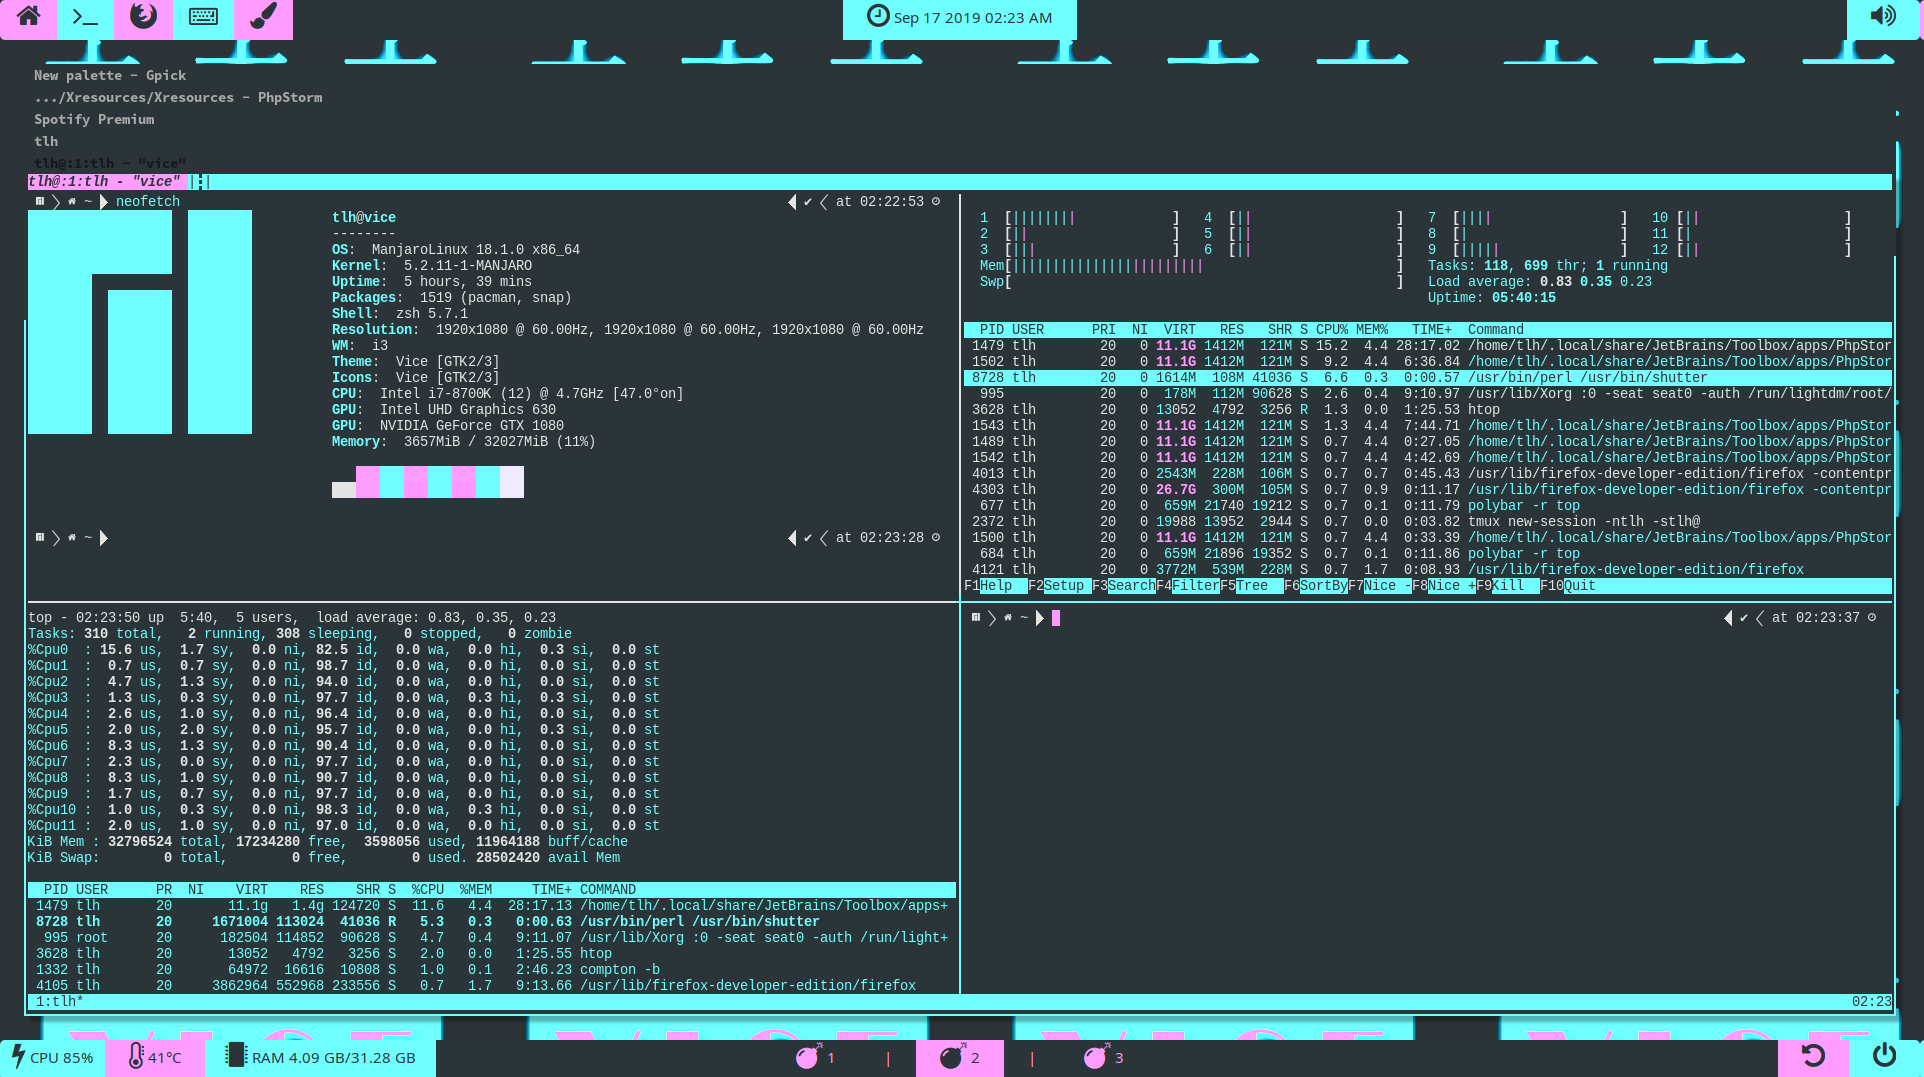 Sep 17 2019 02:23 AM
New palette - Gpick
.../Xresources/Xresources - PhpStorm
Spotify Premium
tlh
tlh@:1:tlh - "vice"
tlh@:1:tlh - "vice"
~ neofetch
at 02:22:53
tlh@vice
--------
OS: ManjaroLinux 18.1.0 x86_64
Kernel: 5.2.11-1-MANJARO
Uptime: 5 hours, 39 mins
Packages: 1519 (pacman, snap)
Shell: zsh 5.7.1
Resolution: 1920x1080 @ 60.00Hz, 1920x1080 @ 60.00Hz, 1920x1080 @ 60.00Hz
WM: i3
Theme: Vice [GTK2/3]
Icons: Vice [GTK2/3]
CPU: Intel i7-8700K (12) @ 4.7GHz [47.0°on]
GPU: Intel UHD Graphics 630
GPU: NVIDIA GeForce GTX 1080
Memory: 3657MiB / 32027MiB (11%)
~
at 02:23:28
1 [||||||||] 4 [||] 7 [||||] 10 [||]
2 [||] 5 [||] 8 [|] 11 [|]
3 [|||] 6 [||] 9 [|||||] 12 [||]
Mem[||||||||||||||||||||||||] Tasks: 118, 699 thr; 1 running
Swp[ ] Load average: 0.83 0.35 0.23
Uptime: 05:40:15
PID USER PRI NI VIRT RES SHR S CPU% MEM% TIME+ Command
1479 tlh 20 0 11.1G 1412M 121M S 15.2 4.4 28:17.02 /home/tlh/.local/share/JetBrains/Toolbox/apps/PhpStor
1502 tlh 20 0 11.1G 1412M 121M S 9.2 4.4 6:36.84 /home/tlh/.local/share/JetBrains/Toolbox/apps/PhpStor
8728 tlh 20 0 1614M 108M 41036 S 6.6 0.3 0:00.57 /usr/bin/perl /usr/bin/shutter
995 20 0 178M 112M 90628 S 2.6 0.4 9:10.97 /usr/lib/Xorg :0 -seat seat0 -auth /run/lightdm/root/
3628 tlh 20 0 13052 4792 3256 R 1.3 0.0 1:25.53 htop
1543 tlh 20 0 11.1G 1412M 121M S 1.3 4.4 7:44.71 /home/tlh/.local/share/JetBrains/Toolbox/apps/PhpStor
1489 tlh 20 0 11.1G 1412M 121M S 0.7 4.4 0:27.05 /home/tlh/.local/share/JetBrains/Toolbox/apps/PhpStor
1542 tlh 20 0 11.1G 1412M 121M S 0.7 4.4 4:42.69 /home/tlh/.local/share/JetBrains/Toolbox/apps/PhpStor
4013 tlh 20 0 2543M 228M 106M S 0.7 0.7 0:45.43 /usr/lib/firefox-developer-edition/firefox -contentpr
4303 tlh 20 0 26.7G 300M 105M S 0.7 0.9 0:11.17 /usr/lib/firefox-developer-edition/firefox -contentpr
677 tlh 20 0 659M 21740 19212 S 0.7 0.1 0:11.79 polybar -r top
2372 tlh 20 0 19988 13952 2944 S 0.7 0.0 0:03.82 tmux new-session -ntlh -stlh@
1500 tlh 20 0 11.1G 1412M 121M S 0.7 4.4 0:33.39 /home/tlh/.local/share/JetBrains/Toolbox/apps/PhpStor
684 tlh 20 0 659M 21896 19352 S 0.7 0.1 0:11.86 polybar -r top
4121 tlh 20 0 3772M 539M 228M S 0.7 1.7 0:08.93 /usr/lib/firefox-developer-edition/firefox
F1Help F2Setup F3SearchF4FilterF5Tree F6SortByF7Nice -F8Nice +F9Kill F10Quit
top - 02:23:50 up 5:40, 5 users, load average: 0.83, 0.35, 0.23
Tasks: 310 total, 2 running, 308 sleeping, 0 stopped, 0 zombie
%Cpu0 : 15.6 us, 1.7 sy, 0.0 ni, 82.5 id, 0.0 wa, 0.0 hi, 0.3 si, 0.0 st
%Cpu1 : 0.7 us, 0.7 sy, 0.0 ni, 98.7 id, 0.0 wa, 0.0 hi, 0.0 si, 0.0 st
%Cpu2 : 4.7 us, 1.3 sy, 0.0 ni, 94.0 id, 0.0 wa, 0.0 hi, 0.0 si, 0.0 st
%Cpu3 : 1.3 us, 0.3 sy, 0.0 ni, 97.7 id, 0.0 wa, 0.3 hi, 0.3 si, 0.0 st
%Cpu4 : 2.6 us, 1.0 sy, 0.0 ni, 96.4 id, 0.0 wa, 0.0 hi, 0.0 si, 0.0 st
%Cpu5 : 2.0 us, 2.0 sy, 0.0 ni, 95.7 id, 0.0 wa, 0.0 hi, 0.3 si, 0.0 st
%Cpu6 : 8.3 us, 1.3 sy, 0.0 ni, 90.4 id, 0.0 wa, 0.0 hi, 0.0 si, 0.0 st
%Cpu7 : 2.3 us, 0.0 sy, 0.0 ni, 97.7 id, 0.0 wa, 0.0 hi, 0.0 si, 0.0 st
%Cpu8 : 8.3 us, 1.0 sy, 0.0 ni, 90.7 id, 0.0 wa, 0.0 hi, 0.0 si, 0.0 st
%Cpu9 : 1.7 us, 0.7 sy, 0.0 ni, 97.7 id, 0.0 wa, 0.0 hi, 0.0 si, 0.0 st
%Cpu10 : 1.0 us, 0.3 sy, 0.0 ni, 98.3 id, 0.0 wa, 0.3 hi, 0.0 si, 0.0 st
%Cpu11 : 2.0 us, 1.0 sy, 0.0 ni, 97.0 id, 0.0 wa, 0.0 hi, 0.0 si, 0.0 st
KiB Mem : 32796524 total, 17234280 free, 3598056 used, 11964188 buff/cache
KiB Swap: 0 total, 0 free, 0 used. 28502420 avail Mem
PID USER PR NI VIRT RES SHR S %CPU %MEM TIME+ COMMAND
1479 tlh 20 11.1g 1.4g 124720 S 11.6 4.4 28:17.13 /home/tlh/.local/share/JetBrains/Toolbox/apps+
8728 tlh 20 1671004 113024 41036 R 5.3 0.3 0:00.63 /usr/bin/perl /usr/bin/shutter
995 root 20 182504 114852 90628 S 4.7 0.4 9:11.07 /usr/lib/Xorg :0 -seat seat0 -auth /run/light+
3628 tlh 20 13052 4792 3256 S 2.0 0.0 1:25.55 htop
1332 tlh 20 64972 16616 10808 S 1.0 0.1 2:46.23 compton -b
4105 tlh 20 3862964 552968 233556 S 0.7 1.7 9:13.66 /usr/lib/firefox-developer-edition/firefox
~
at 02:23:37
1:tlh*
02:23
CPU 85%
41°C
RAM 4.09 GB/31.28 GB
1 | 2 | 3